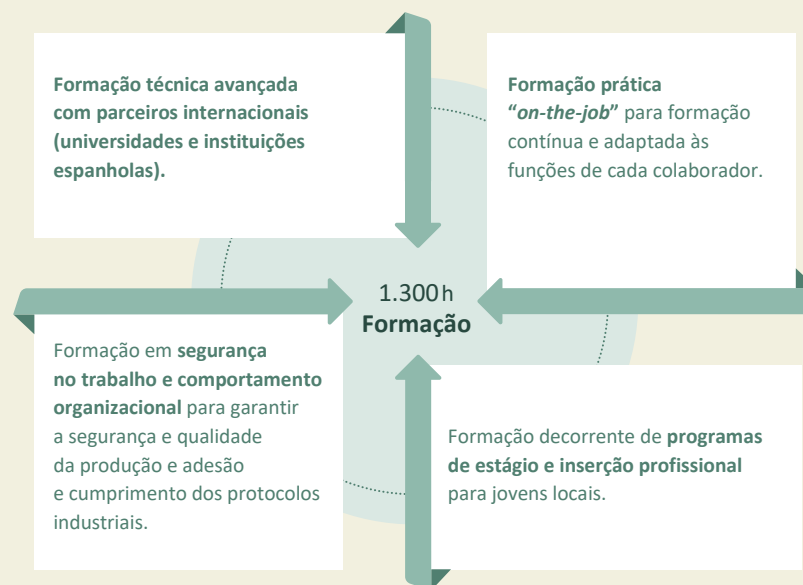 Formação técnica avançada
com parceiros internacionais
(universidades e instituições
espanholas).
Formação prática
“on-the-job” para formação
contínua e adaptada às
funções de cada colaborador.
1.300h
Formação
Formação em segurança
no trabalho e comportamento
organizacional para garantir
a segurança e qualidade
da produção e adesão
e cumprimento dos protocolos
industriais.
Formação decorrente de programas
de estágio e inserção profissional
para jovens locais.